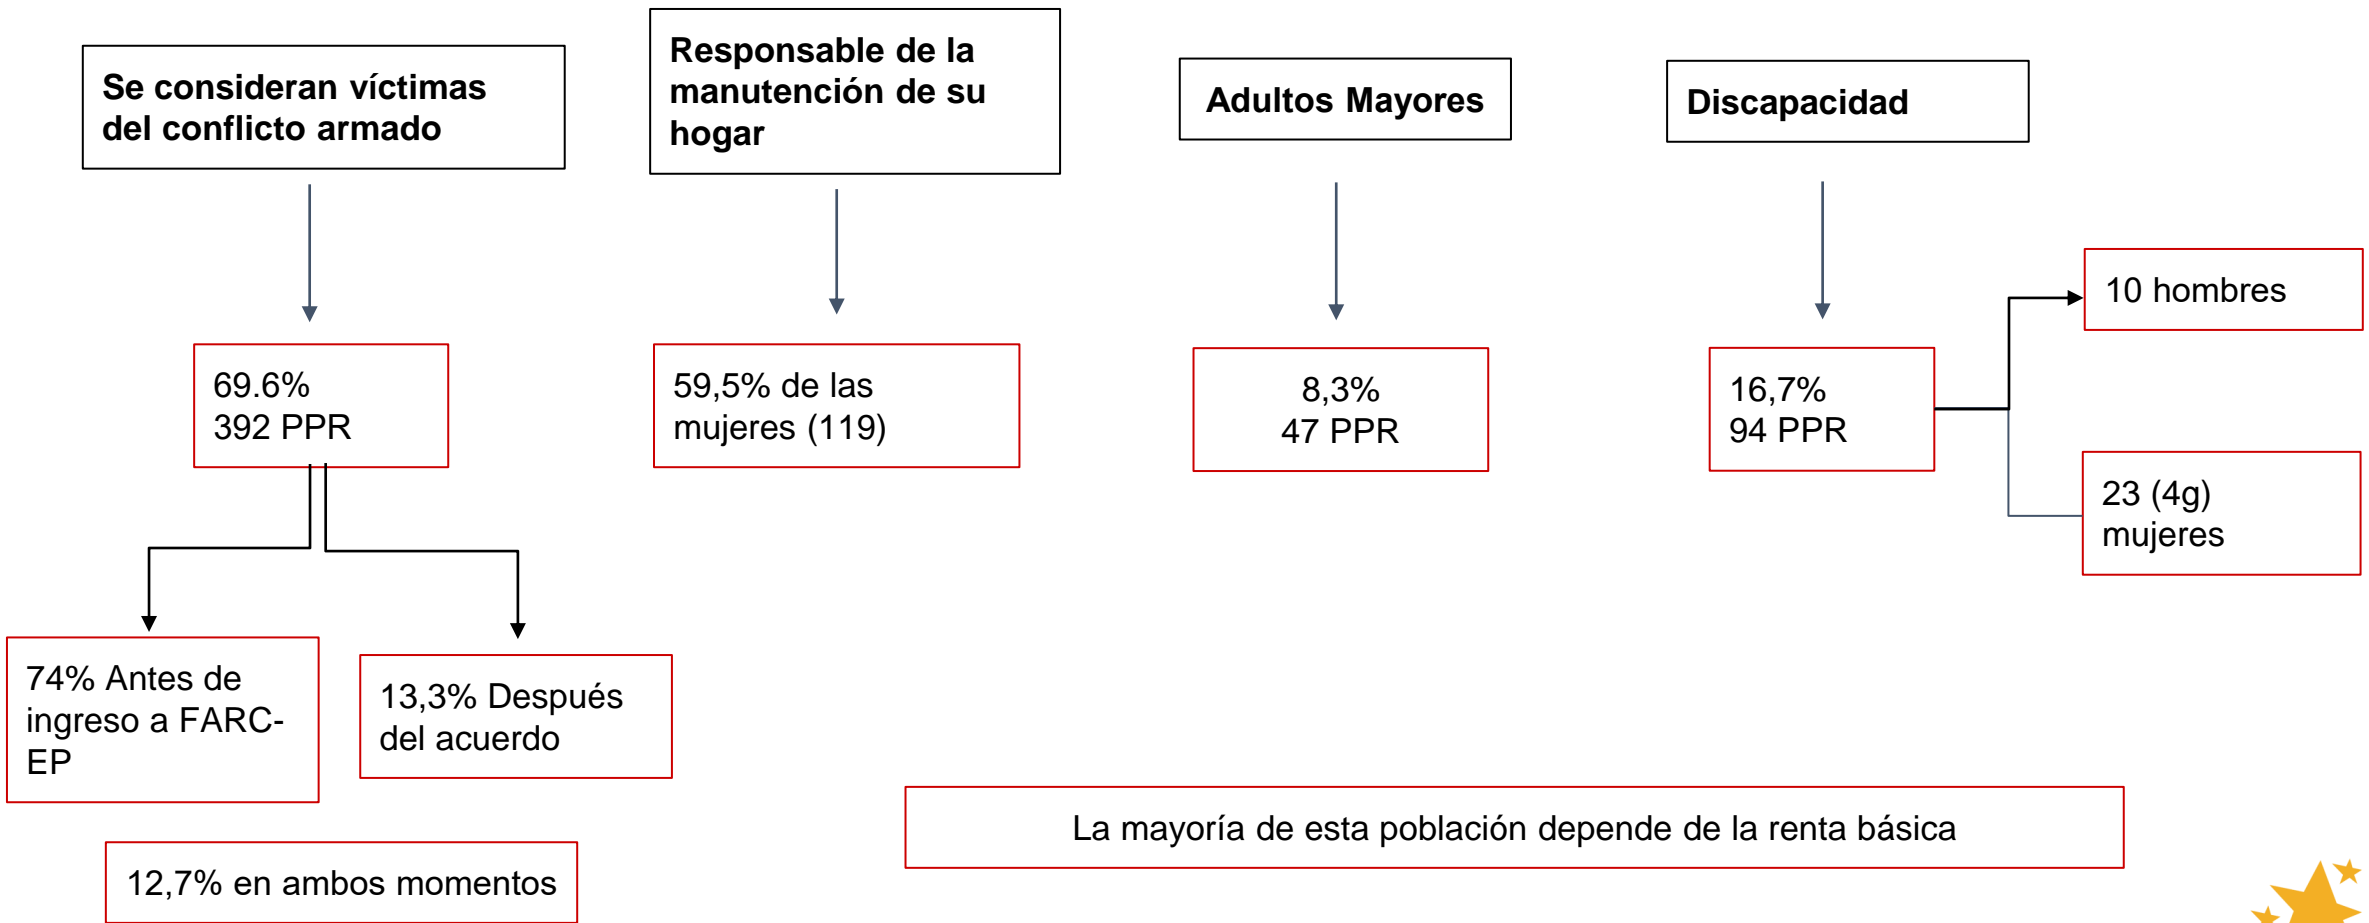 Se consideran víctimas
del conflicto armado
Responsable de la
manutención de su
hogar
Adultos Mayores
Discapacidad
69.6%
392 PPR
59,5% de las
mujeres (119)
8,3%
47 PPR
16,7%
94 PPR
10 hombres
23 (4g)
mujeres
74% Antes de
ingreso a FARC-
EP
13,3% Después
del acuerdo
12,7% en ambos momentos
La mayoría de esta población depende de la renta básica